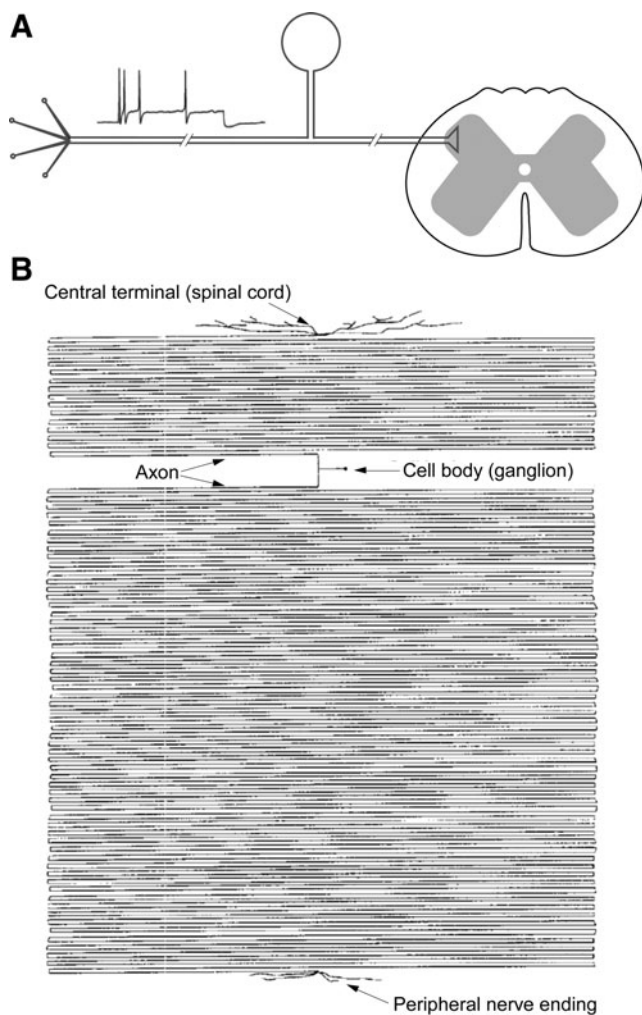 A
B
Central terminal (spinal cord)
Axon
Cell body (ganglion)
Peripheral nerve ending